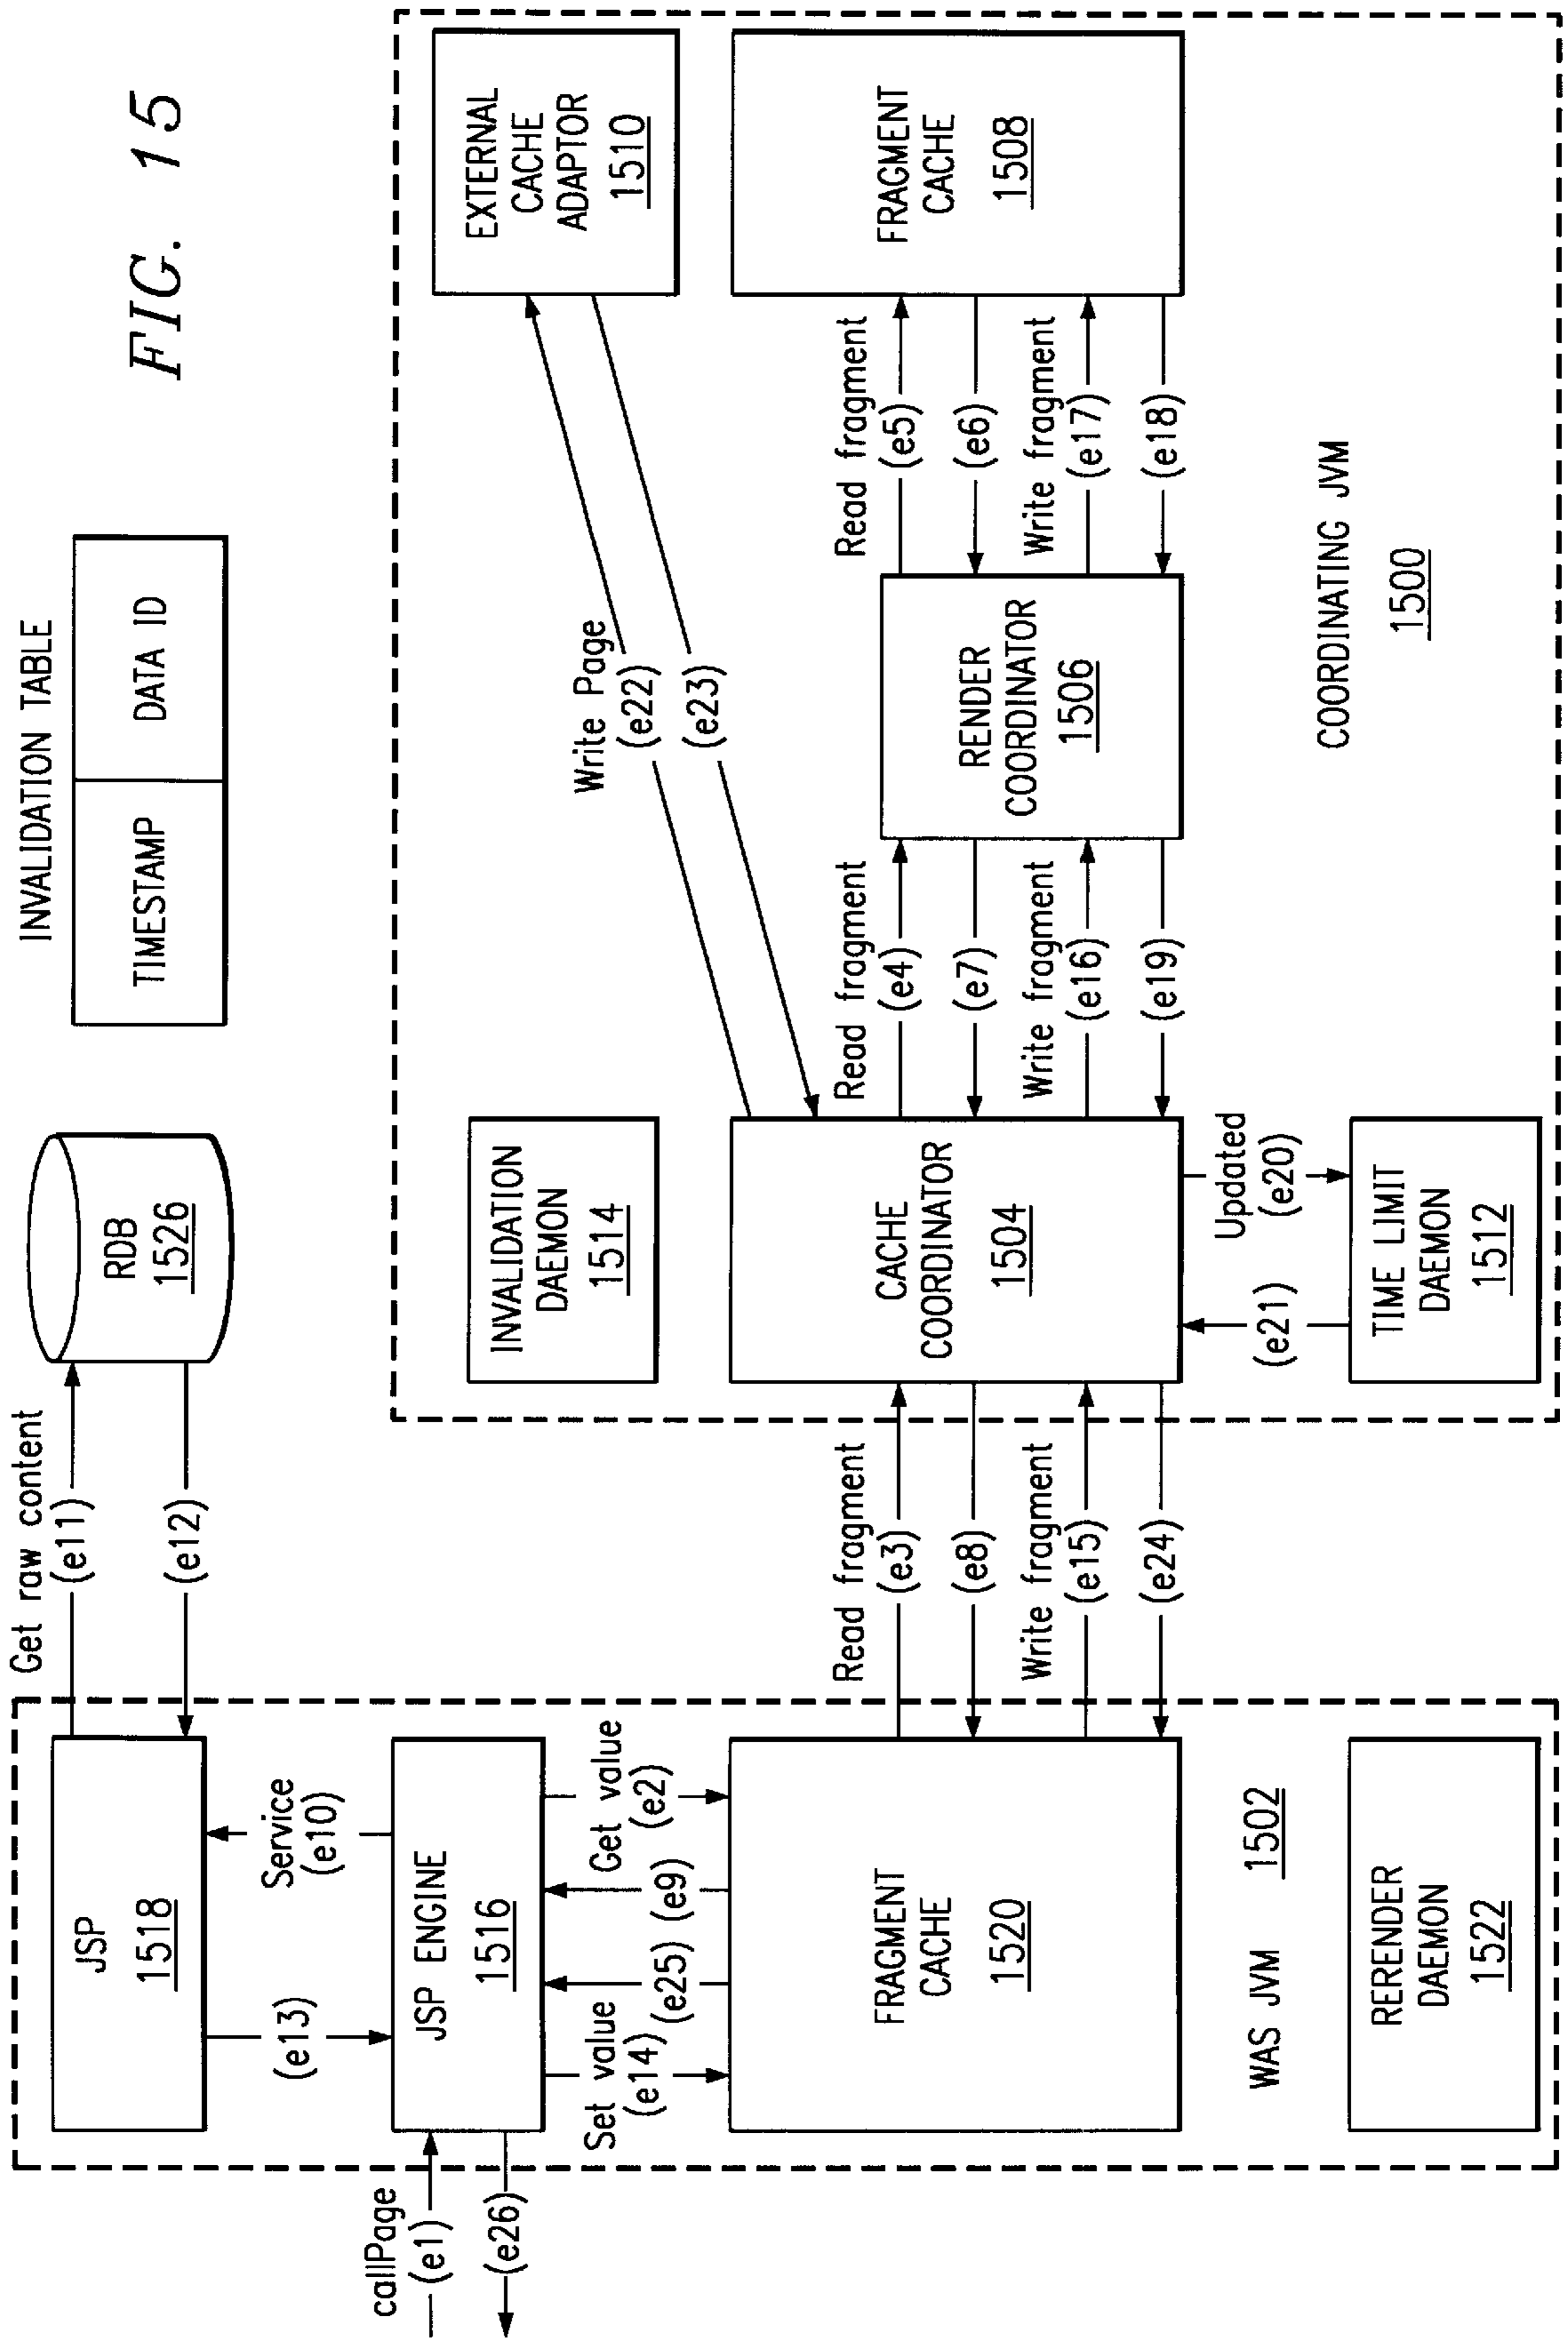 FIG. 15
INVALIDATION TABLE
TIMESTAMP
DATA ID
Get raw content
(e11)
(e12)
RDB
1526
JSP
1518
Service
(e10)
(e13)
callPage
(e1)
(e26)
JSP ENGINE
1516
Set value
(e14)
(e25)
(e9)
Get value
(e2)
FRAGMENT
CACHE
1520
WAS JVM
1502
RERENDER
DAEMON
1522
Read fragment
(e3)
(e8)
Write fragment
(e15)
(e24)
INVALIDATION
DAEMON
1514
CACHE
COORDINATOR
1504
(e21)
Updated
(e20)
TIME LIMIT
DAEMON
1512
Write Page
(e22)
(e23)
Read fragment
(e4)
(e7)
Write fragment
(e16)
(e19)
RENDER
COORDINATOR
1506
Read fragment
(e5)
(e6)
Write fragment
(e17)
(e18)
EXTERNAL
CACHE
ADAPTOR
1510
FRAGMENT
CACHE
1508
COORDINATING JVM
1500